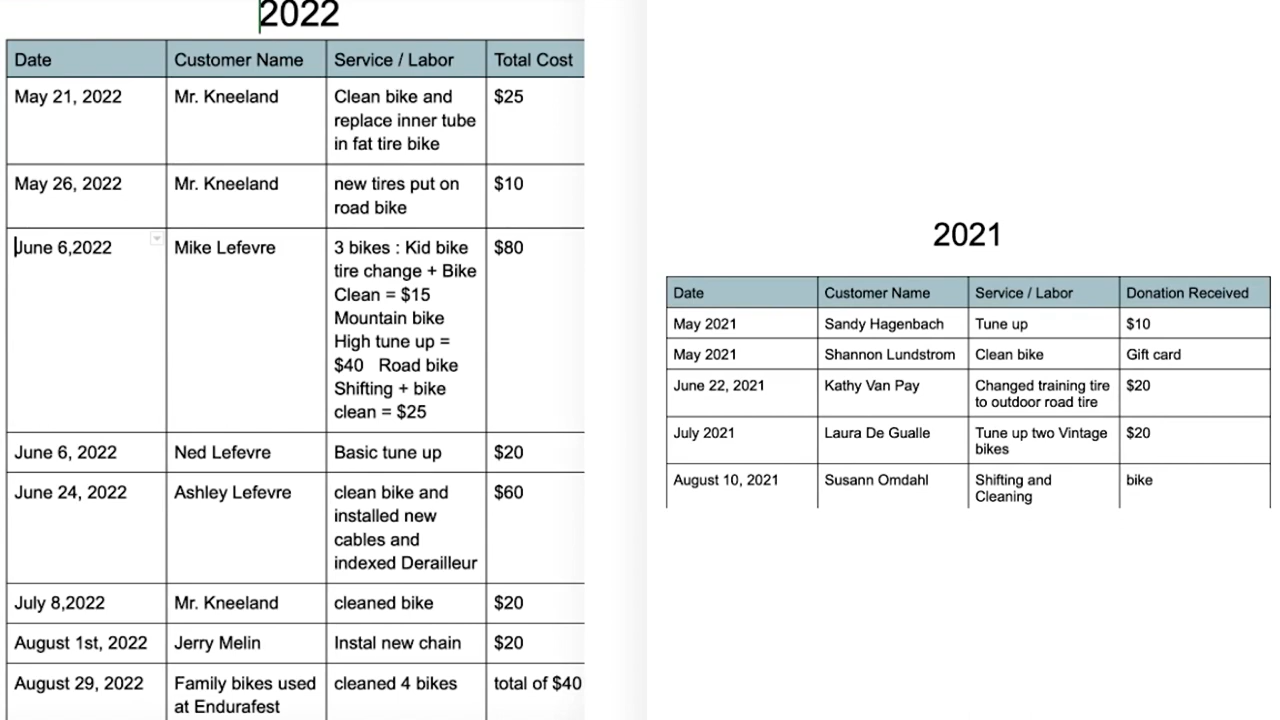 2022
Date Customer Name Service / Labor Total Cost
May 21, 2022 Mr. Kneeland Clean bike and $25
replace inner tube
in fat tire bike
May 26, 2022 Mr. Kneeland new tires put on $10
road bike
June 6,2022 Mike Lefevre 3 bikes : Kid bike $80
tire change + Bike
Clean = $15
Mountain bike
High tune up =
$40 Road bike
Shifting + bike
clean = $25
June 6, 2022 Ned Lefevre Basic tune up $20
June 24, 2022 Ashley Lefevre clean bike and $60
installed new
cables and
indexed Derailleur
July 8,2022 Mr. Kneeland cleaned bike $20
August 1st, 2022 Jerry Melin Instal new chain $20
August 29, 2022 Family bikes used cleaned 4 bikes total of $40
at Endurafest
2021
Date Customer Name Service / Labor Donation Received
May 2021 Sandy Hagenbach Tune up $10
May 2021 Shannon Lundstrom Clean bike Gift card
June 22, 2021 Kathy Van Pay Changed training tire $20
to outdoor road tire
July 2021 Laura De Gualle Tune up two Vintage $20
bikes
August 10, 2021 Susann Omdahl Shifting and bike
Cleaning